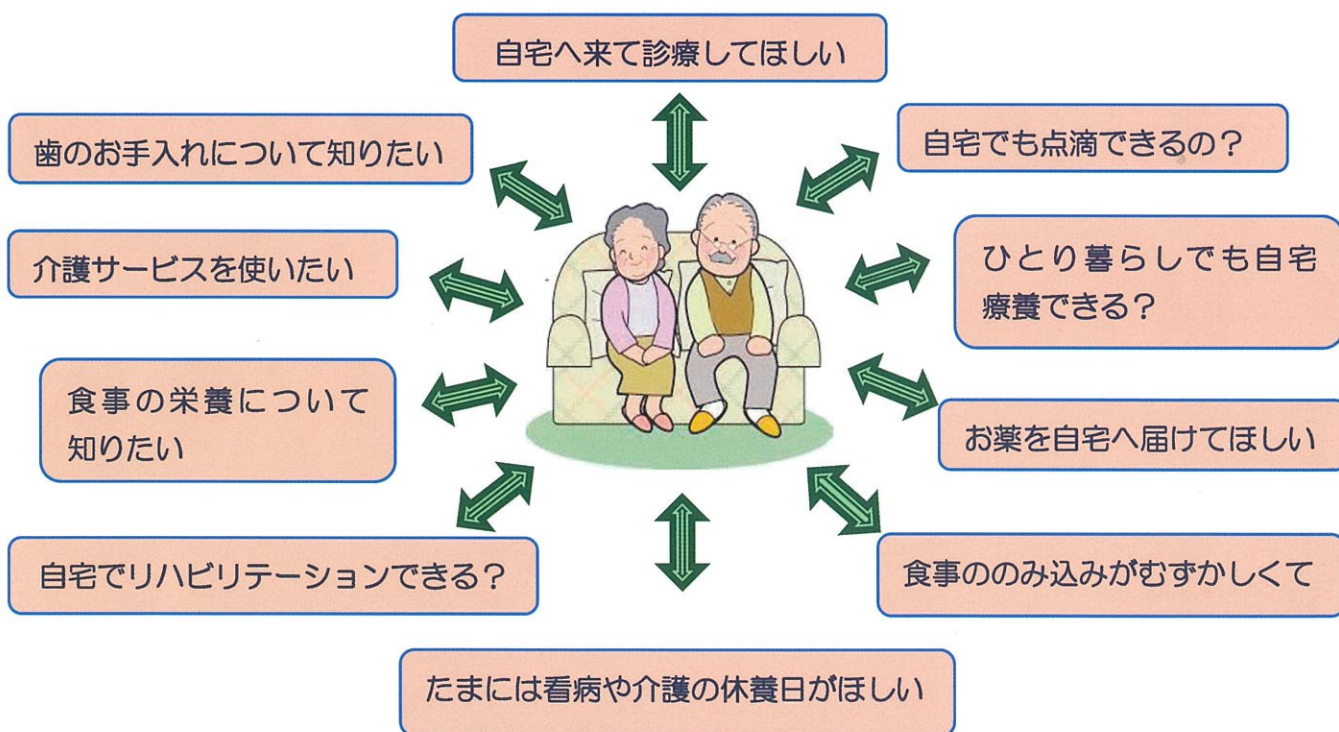 自宅へ来て診療してほしい
歯のお手入れについて知りたい
自宅でも点滴できるの？
介護サービスを使いたい
ひとり暮らしでも自宅
療養できる？
食事の栄養について
知りたい
お薬を自宅へ届けてほしい
自宅でリハビリテーションできる？
食事ののみ込みがむずかしくて
たまには看病や介護の休養日がほしい